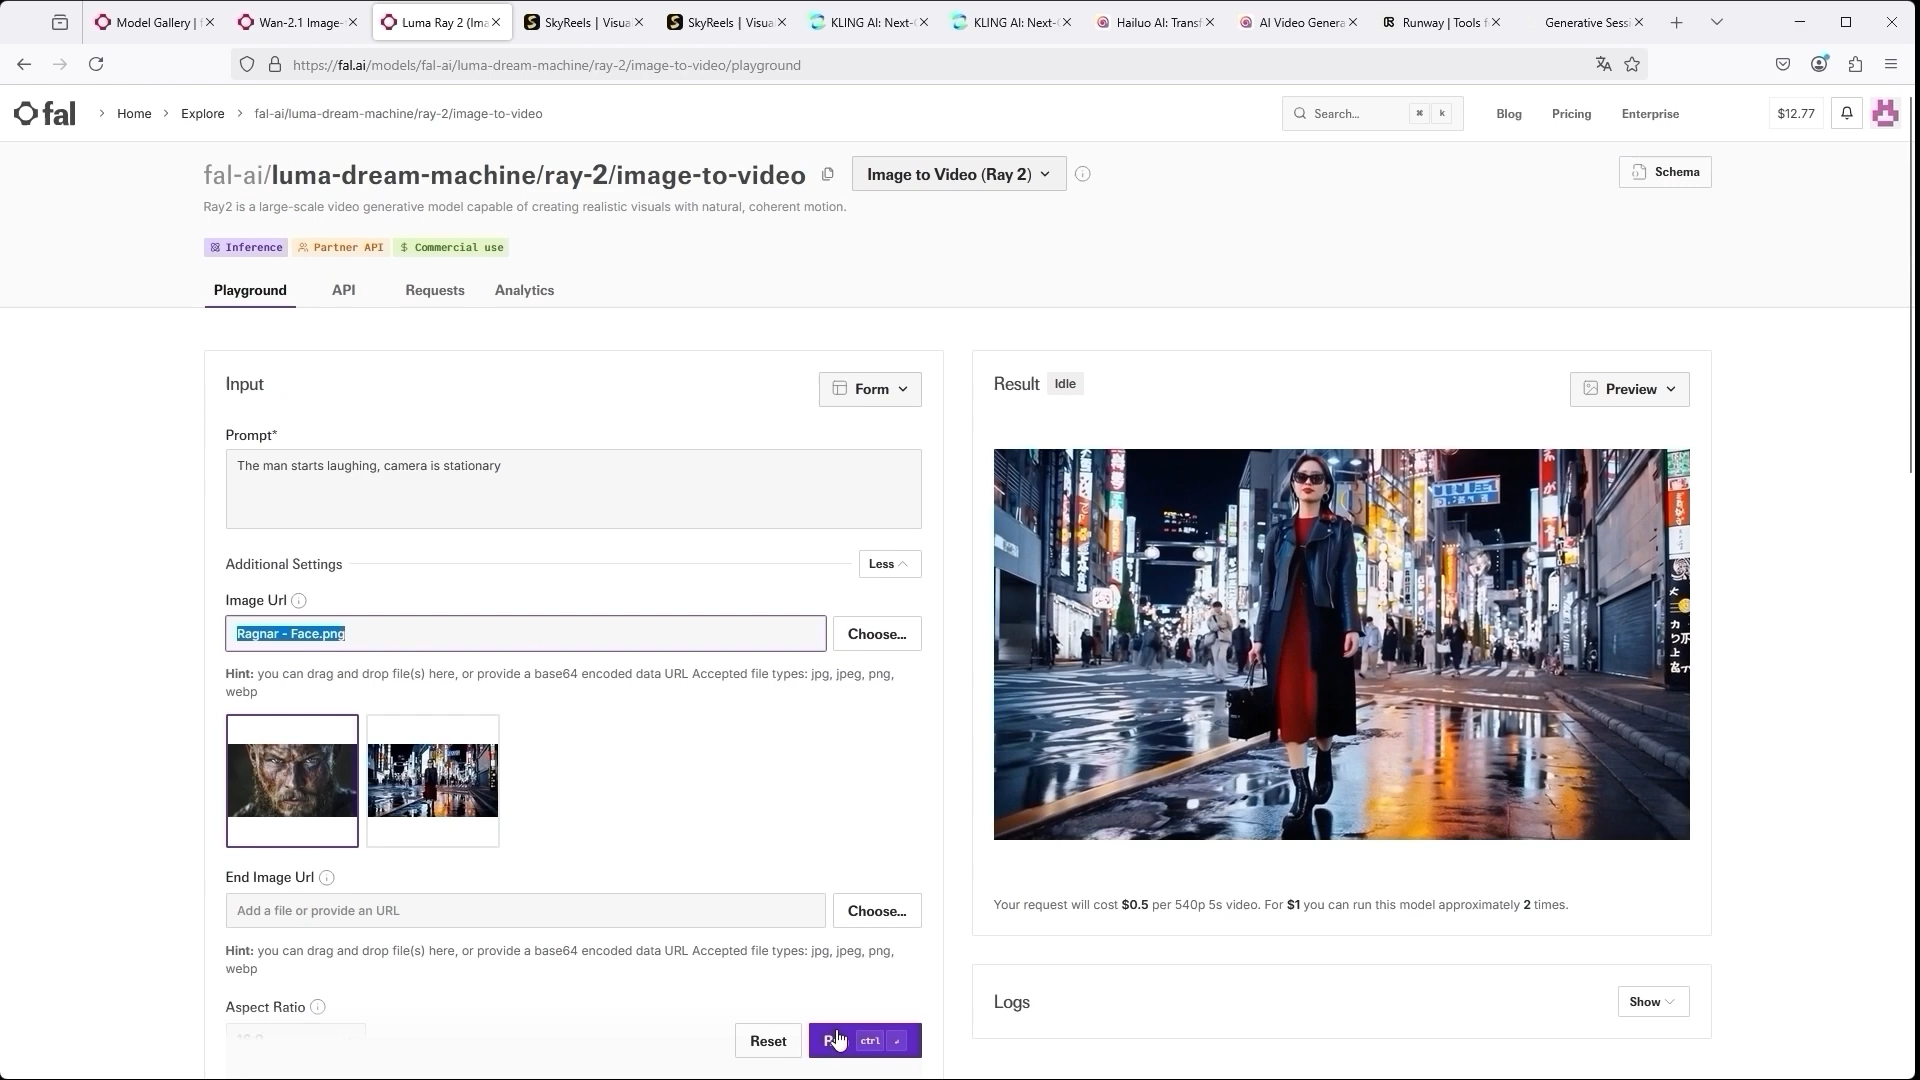 Model Gallery | f
Wan-2.1 Image-
Luma Ray 2 (Ima
SkyReels | Visua
SkyReels | Visua
KLING AI: Next-
KLING AI: Next-
Hailuo AI: Transf
AI Video Genera
Runway | Tools f
Generative Sessi
https://fal.ai/models/fal-ai/luma-dream-machine/ray-2/image-to-video/playground
fal
Home
Explore
fal-ai/luma-dream-machine/ray-2/image-to-video
Search...
⌘
k
Blog
Pricing
Enterprise
$12.77
fal-ai/luma-dream-machine/ray-2/image-to-video
Image to Video (Ray 2)
Schema
Ray2 is a large-scale video generative model capable of creating realistic visuals with natural, coherent motion.
Inference
Partner API
$ Commercial use
Playground
API
Requests
Analytics
Input
Form
Prompt*
The man starts laughing, camera is stationary
Additional Settings
Less
Image Url
Ragnar - Face.png
Choose...
Hint: you can drag and drop file(s) here, or provide a base64 encoded data URL Accepted file types: jpg, jpeg, png,
webp
End Image Url
Add a file or provide an URL
Choose...
Hint: you can drag and drop file(s) here, or provide a base64 encoded data URL Accepted file types: jpg, jpeg, png,
webp
Aspect Ratio
Reset
ctrl
Result
Idle
Preview
Your request will cost $0.5 per 540p 5s video. For $1 you can run this model approximately 2 times.
Logs
Show